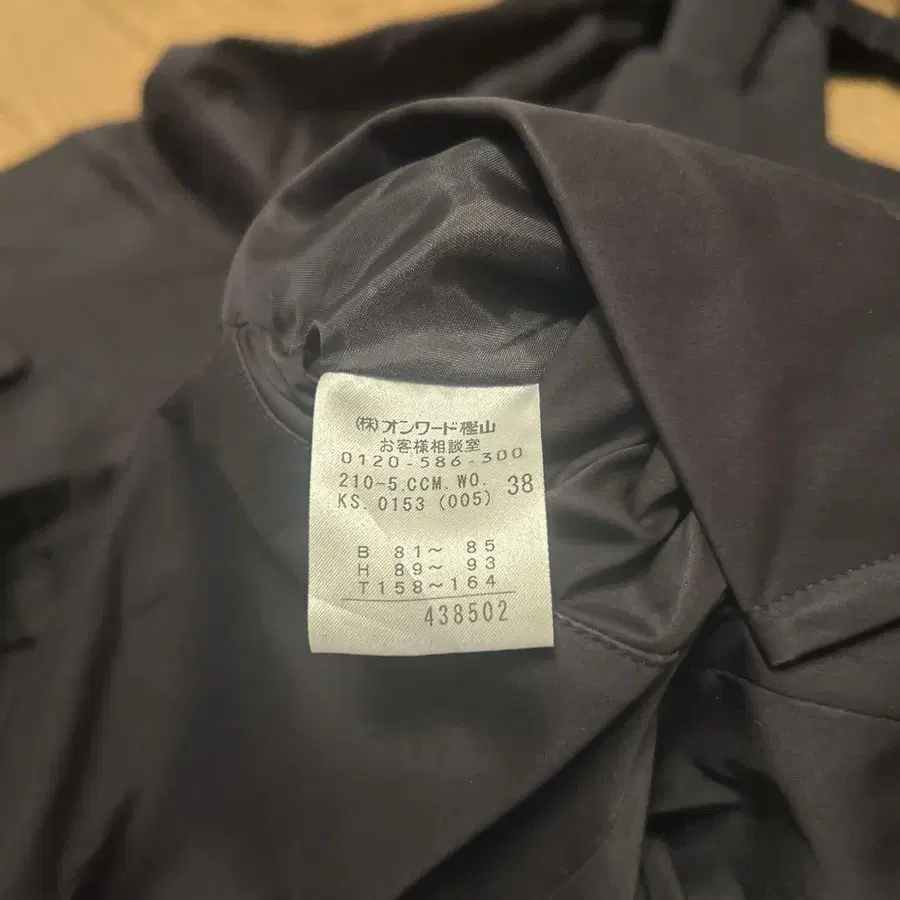 (株)オンワード樫山
お客様相談室
0120-586-300
210-5.CCM.WO. 38
KS.0153 (005)
B 81～ 85
H 89～ 93
T158～164
438502